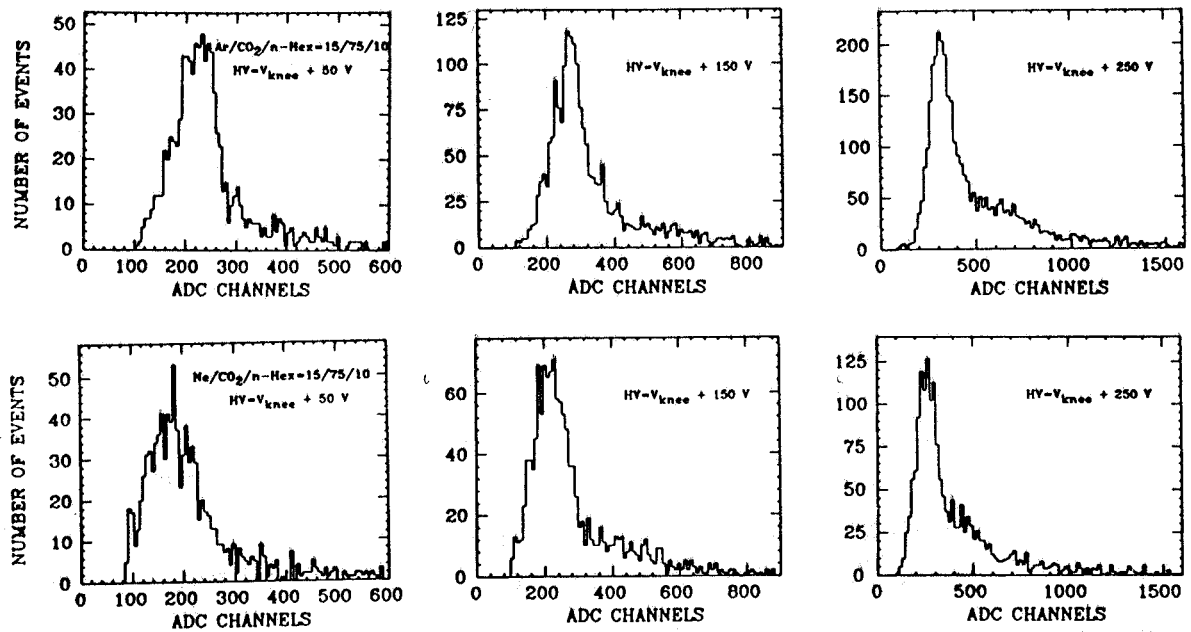 NUMBER OF EVENTS
50
40
30
20
10
0
Ar/CO2/n-Hex=15/75/10
HV=Vknee + 50 V
0 100 200 300 400 500 600
ADC CHANNELS
125
100
75
50
25
0
HV=Vknee + 150 V
0 200 400 600 800
ADC CHANNELS
200
150
100
50
0
HV=Vknee + 250 V
0 500 1000 1500
ADC CHANNELS
NUMBER OF EVENTS
50
40
30
20
10
0
Ne/CO2/n-Hex=15/75/10
HV=Vknee + 50 V
0 100 200 300 400 500 600
ADC CHANNELS
60
40
20
0
HV=Vknee + 150 V
0 200 400 600 800
ADC CHANNELS
125
100
75
50
25
0
HV=Vknee + 250 V
0 500 1000 1500
ADC CHANNELS